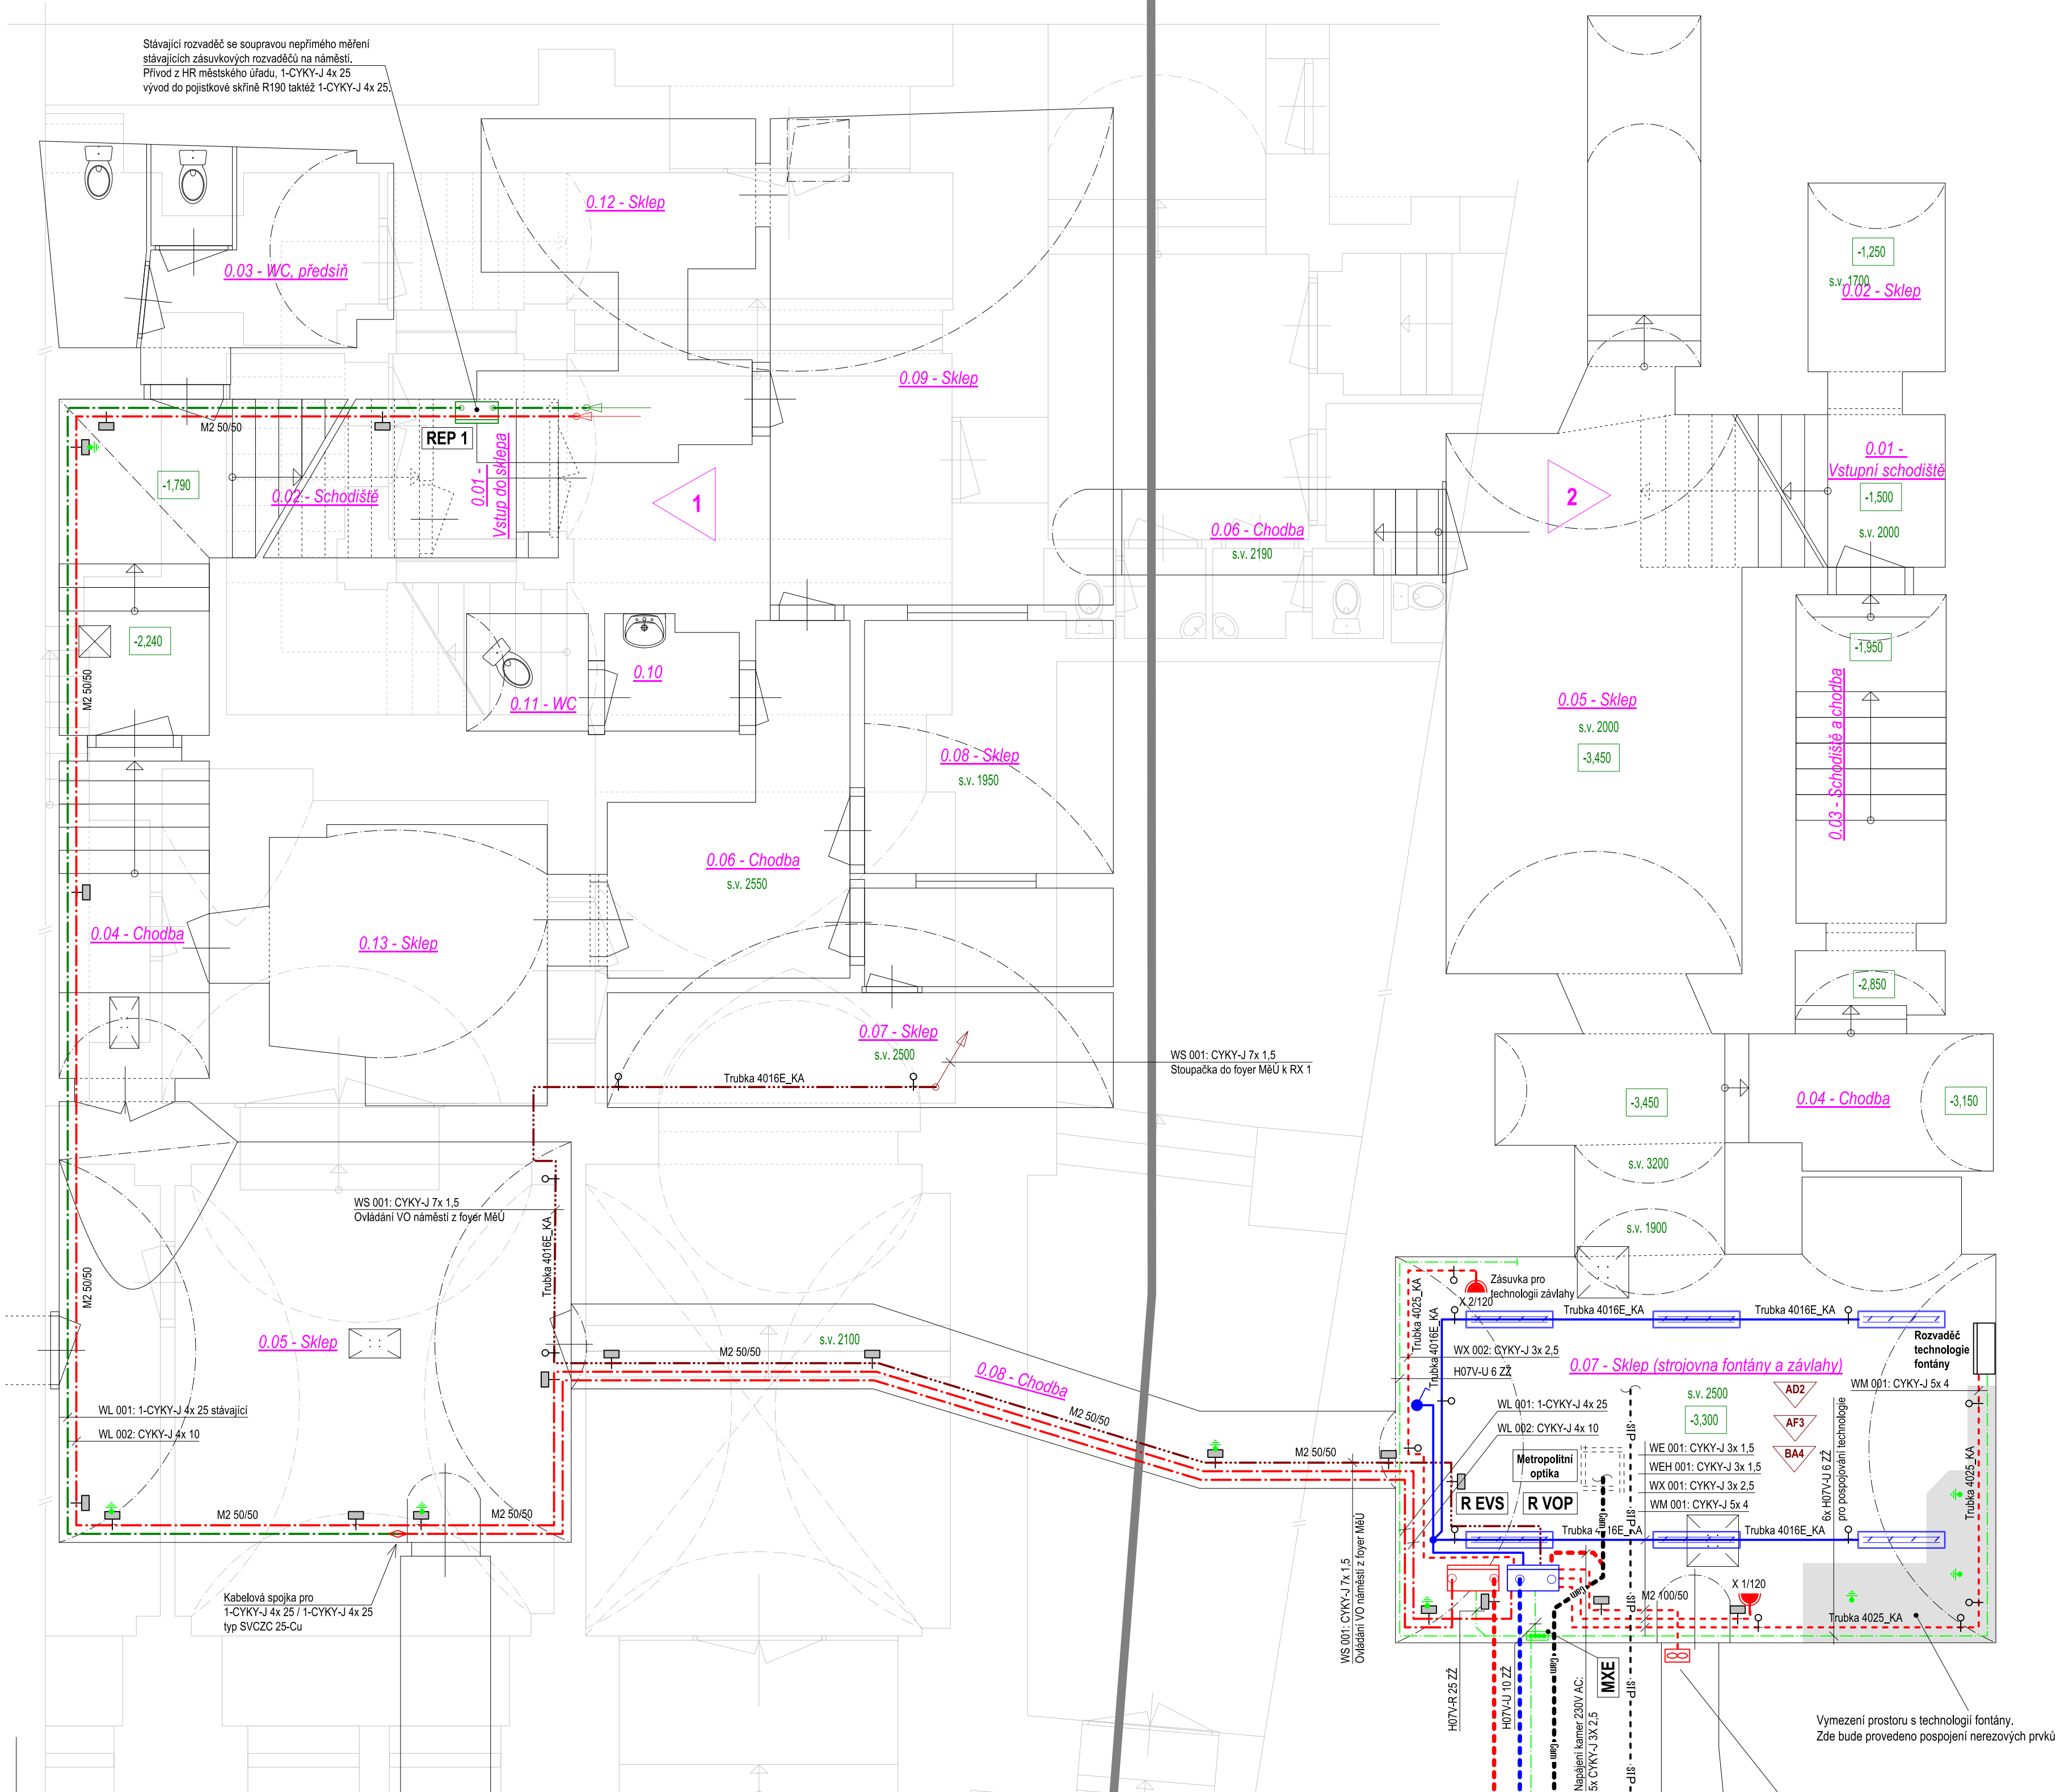 Stávající rozvaděč se soupravou nepřímého měření
stávajících zásuvkových rozvaděčů na náměstí.
Přívod z HR městského úřadu, 1-CYKY-J 4x 25
vývod do pojistkové skříně R190 taktéž 1-CYKY-J 4x 25.
0.12 - Sklep
0.03 - WC, předsíň
-1,250
s.v. 1700
0.02 - Sklep
0.09 - Sklep
M2 50/50
REP 1
0.01 -
Vstup do sklepa
0.01 -
Vstupní schodiště
-1,790
0.02 - Schodiště
1
2
-1,500
0.06 - Chodba
s.v. 2190
s.v. 2000
-2,240
M2 50/50
0.10
0.11 - WC
-1,950
0.05 - Sklep
s.v. 2000
-3,450
0.03 - Schodiště a chodba
0.08 - Sklep
s.v. 1950
0.06 - Chodba
s.v. 2550
0.04 - Chodba
0.13 - Sklep
-2,850
0.07 - Sklep
s.v. 2500
WS 001: CYKY-J 7x 1,5
Stoupačka do foyer MěÚ k RX 1
Trubka 4016E_KA
-3,450
0.04 - Chodba
-3,150
s.v. 3200
WS 001: CYKY-J 7x 1,5
Ovládání VO náměstí z foyer MěÚ
Trubka 4016E_KA
s.v. 1900
M2 50/50
0.05 - Sklep
s.v. 2100
M2 50/50
0.08 - Chodba
M2 50/50
Zásuvka pro
technologii závlahy
X 2/120
Trubka 4025_KA
Trubka 4016E_KA
Trubka 4016E_KA
Trubka 4016E_KA
Rozvaděč
technologie
fontány
WX 002: CYKY-J 3x 2,5
H07V-U 6 ZŽ
0.07 - Sklep (strojovna fontány a závlahy)
s.v. 2500
-3,300
AD2
AF3
BA4
WM 001: CYKY-J 5x 4
WL 001: 1-CYKY-J 4x 25 stávající
WL 002: CYKY-J 4x 10
WL 001: 1-CYKY-J 4x 25
WL 002: CYKY-J 4x 10
M2 50/50
Metropolitní
optika
WE 001: CYKY-J 3x 1,5
WEH 001: CYKY-J 3x 1,5
WX 001: CYKY-J 3x 2,5
WM 001: CYKY-J 5x 4
6x H07V-U 6 ZŽ
pro pospojování technologie
Trubka 4025_KA
STP
R EVS
R VOP
M2 50/50
M2 50/50
Trubka 4016E_KA
Trubka 4016E_KA
STP
Cam
Kabelová spojka pro
1-CYKY-J 4x 25 / 1-CYKY-J 4x 25
typ SVCZC 25-Cu
WS 001: CYKY-J 7x 1,5
Ovládání VO náměstí z foyer MěÚ
Cam
STP
M2 100/50
X 1/120
Trubka 4025_KA
H07V-R 25 ZŽ
H07V-U 10 ZŽ
Cam
MXE
STP
Napájení kamer 230V AC:
5x CYKY-J 3X 2,5
Cam
STP
Vymezení prostoru s technologií fontány.
Zde bude provedeno pospojení nerezových prvků